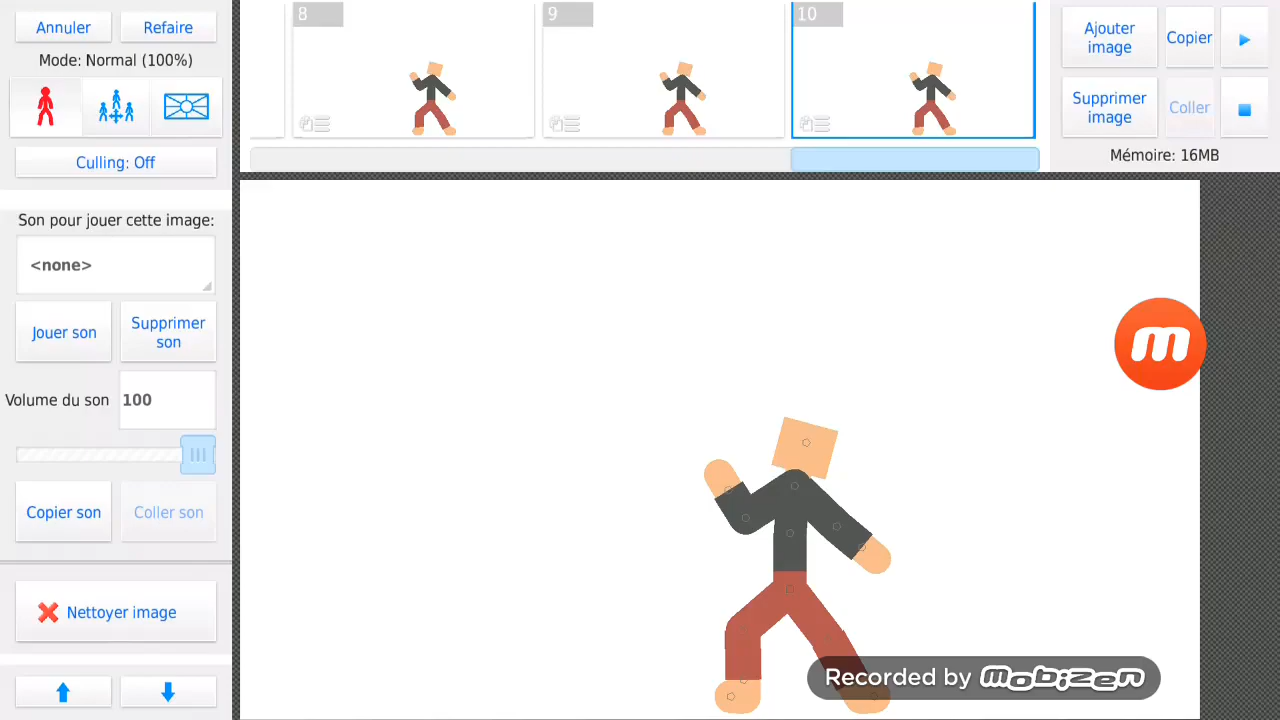 Annuler
Refaire
Mode: Normal (100%)
Culling: Off
Son pour jouer cette image:
<none>
Jouer son
Supprimer
son
Volume du son
100
Copier son
Coller son
Nettoyer image
8
9
10
Ajouter
image
Copier
Supprimer
image
Coller
Mémoire: 16MB
m
Recorded by mobizen